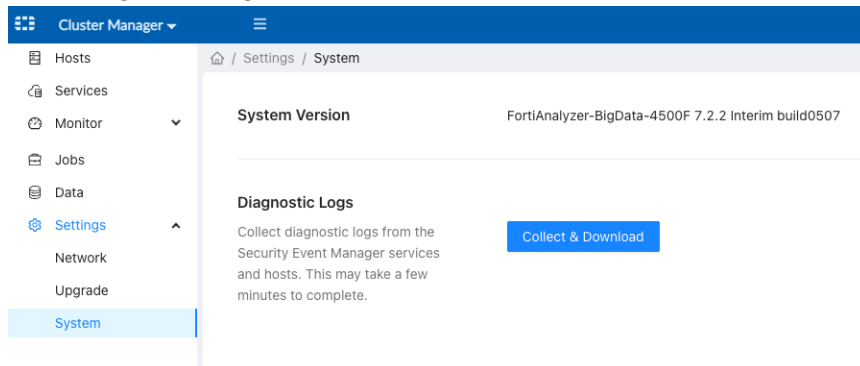 Cluster Manager
Hosts
Services
Monitor
Jobs
Data
Settings
Network
Upgrade
System
/ Settings / System
System Version
FortiAnalyzer-BigData-4500F 7.2.2 Interim build0507
Diagnostic Logs
Collect diagnostic logs from the
Security Event Manager services
and hosts. This may take a few
minutes to complete.
Collect & Download